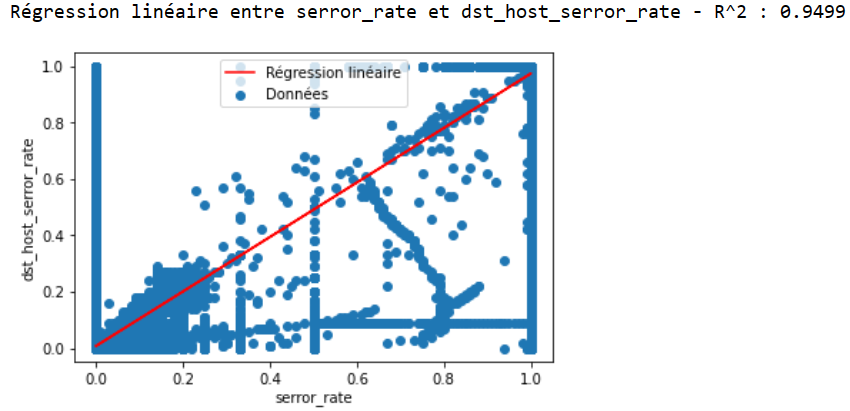 Régression linéaire entre serror_rate et dst_host_serror_rate - R^2 : 0.9499
Régression linéaire
Données
1.0
0.8
0.6
0.4
0.2
0.0
dst_host_serror_rate
0.0 0.2 0.4 0.6 0.8 1.0
serror_rate